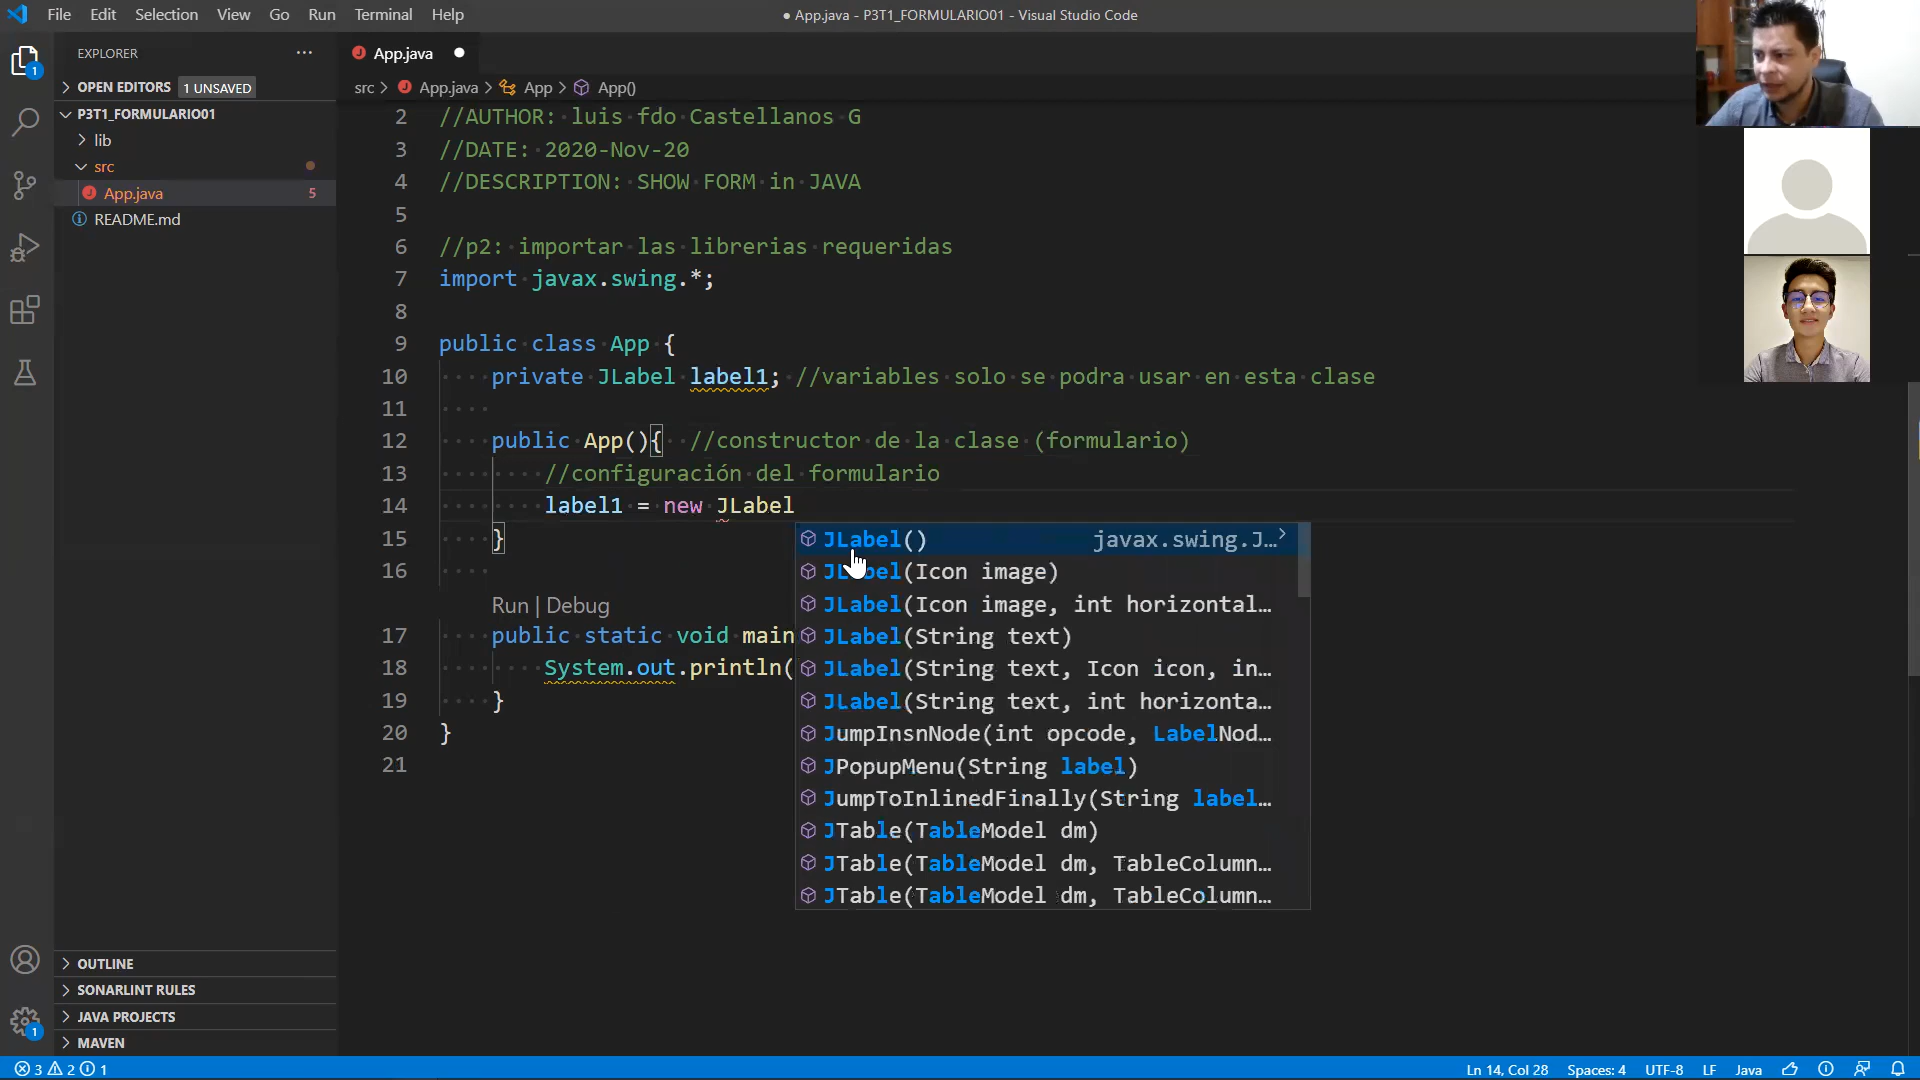 File Edit Selection View Go Run Terminal Help
● App.java - P3T1_FORMULARIO01 - Visual Studio Code
EXPLORER ···
OPEN EDITORS 1 UNSAVED
P3T1_FORMULARIO01
lib
src
App.java 5
README.md
OUTLINE
SONARLINT RULES
JAVA PROJECTS
MAVEN
1
1
App.java ●
src > App.java > App > App()
2 //AUTHOR: luis fdo Castellanos G
3 //DATE: 2020-Nov-20
4 //DESCRIPTION: SHOW FORM in JAVA
5
6 //p2: importar las librerias requeridas
7 import javax.swing.*;
8
9 public class App {
10 private JLabel label1; //variables solo se podra usar en esta clase
11
12 public App(){ //constructor de la clase (formulario)
13 //configuración del formulario
14 label1 = new JLabel
15 }
16
Run | Debug
17 public static void main
18 System.out.println(
19 }
20 }
21
JLabel() javax.swing.J…
JLabel(Icon image)
JLabel(Icon image, int horizontal…
JLabel(String text)
JLabel(String text, Icon icon, in…
JLabel(String text, int horizonta…
JumpInsnNode(int opcode, LabelNod…
JPopupMenu(String label)
JumpToInlinedFinally(String label…
JTable(TableModel dm)
JTable(TableModel dm, TableColumn…
JTable(TableModel dm, TableColumn…
3 2 1
Ln 14, Col 28 Spaces: 4 UTF-8 LF Java